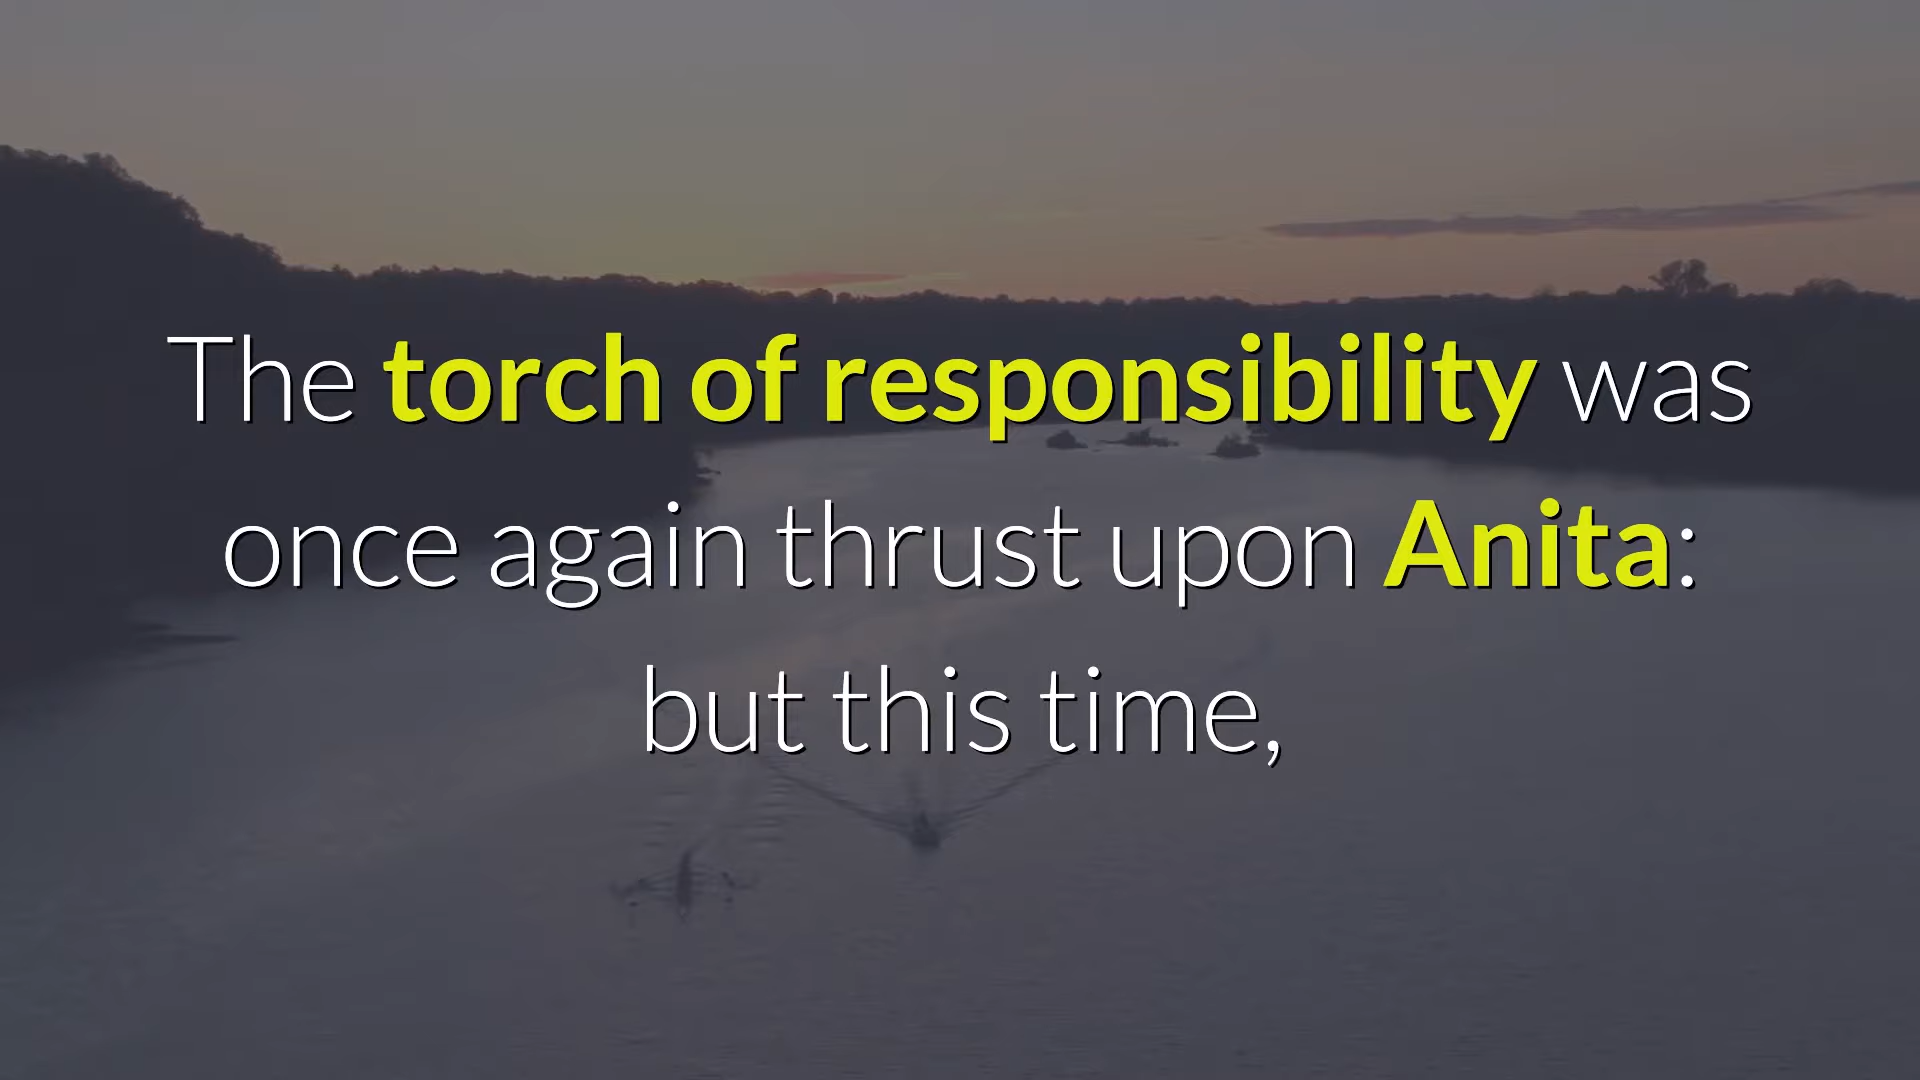 The torch of responsibility was
once again thrust upon Anita:
but this time,